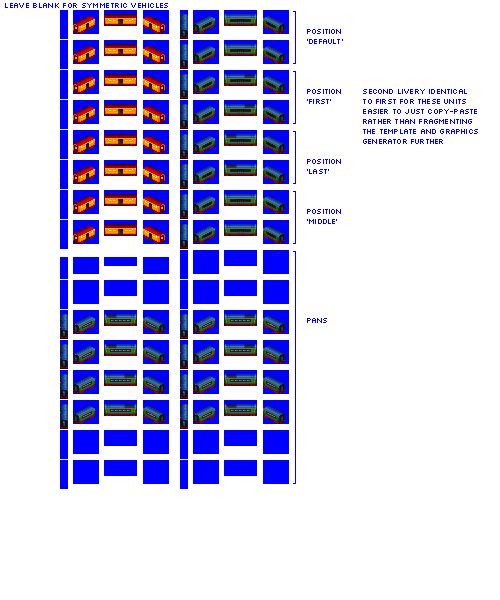 LEAVE BLANK FOR SYMMETRIC VEHICLES
POSITION
'DEFAULT'
POSITION
'FIRST'
SECOND LIVERY IDENTICAL
TO FIRST FOR THESE UNITS
EASIER TO JUST COPY-PASTE
RATHER THAN FRAGMENTING
THE TEMPLATE AND GRAPHICS
GENERATOR FURTHER
POSITION
'LAST'
POSITION
'MIDDLE'
PANS